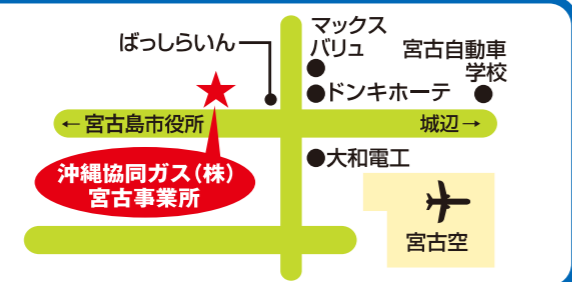 マックス
バリュ
ばっしらいん
宮古自動車
学校
ドンキホーテ
← 宮古島市役所
城辺→
大和電工
沖縄協同ガス(株)
宮古事業所
宮古空